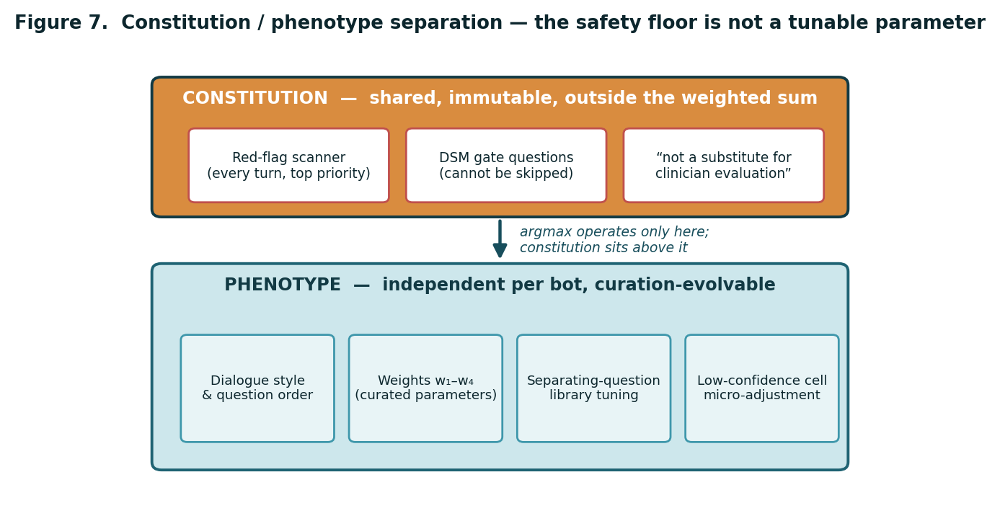 Figure 7.  Constitution / phenotype separation — the safety floor is not a tunable parameter
CONSTITUTION  —  shared, immutable, outside the weighted sum
Red-flag scanner
(every turn, top priority)
DSM gate questions
(cannot be skipped)
“not a substitute for
clinician evaluation”
argmax operates only here;
constitution sits above it
PHENOTYPE  —  independent per bot, curation-evolvable
Dialogue style
& question order
Weights w₁–w₄
(curated parameters)
Separating-question
library tuning
Low-confidence cell
micro-adjustment